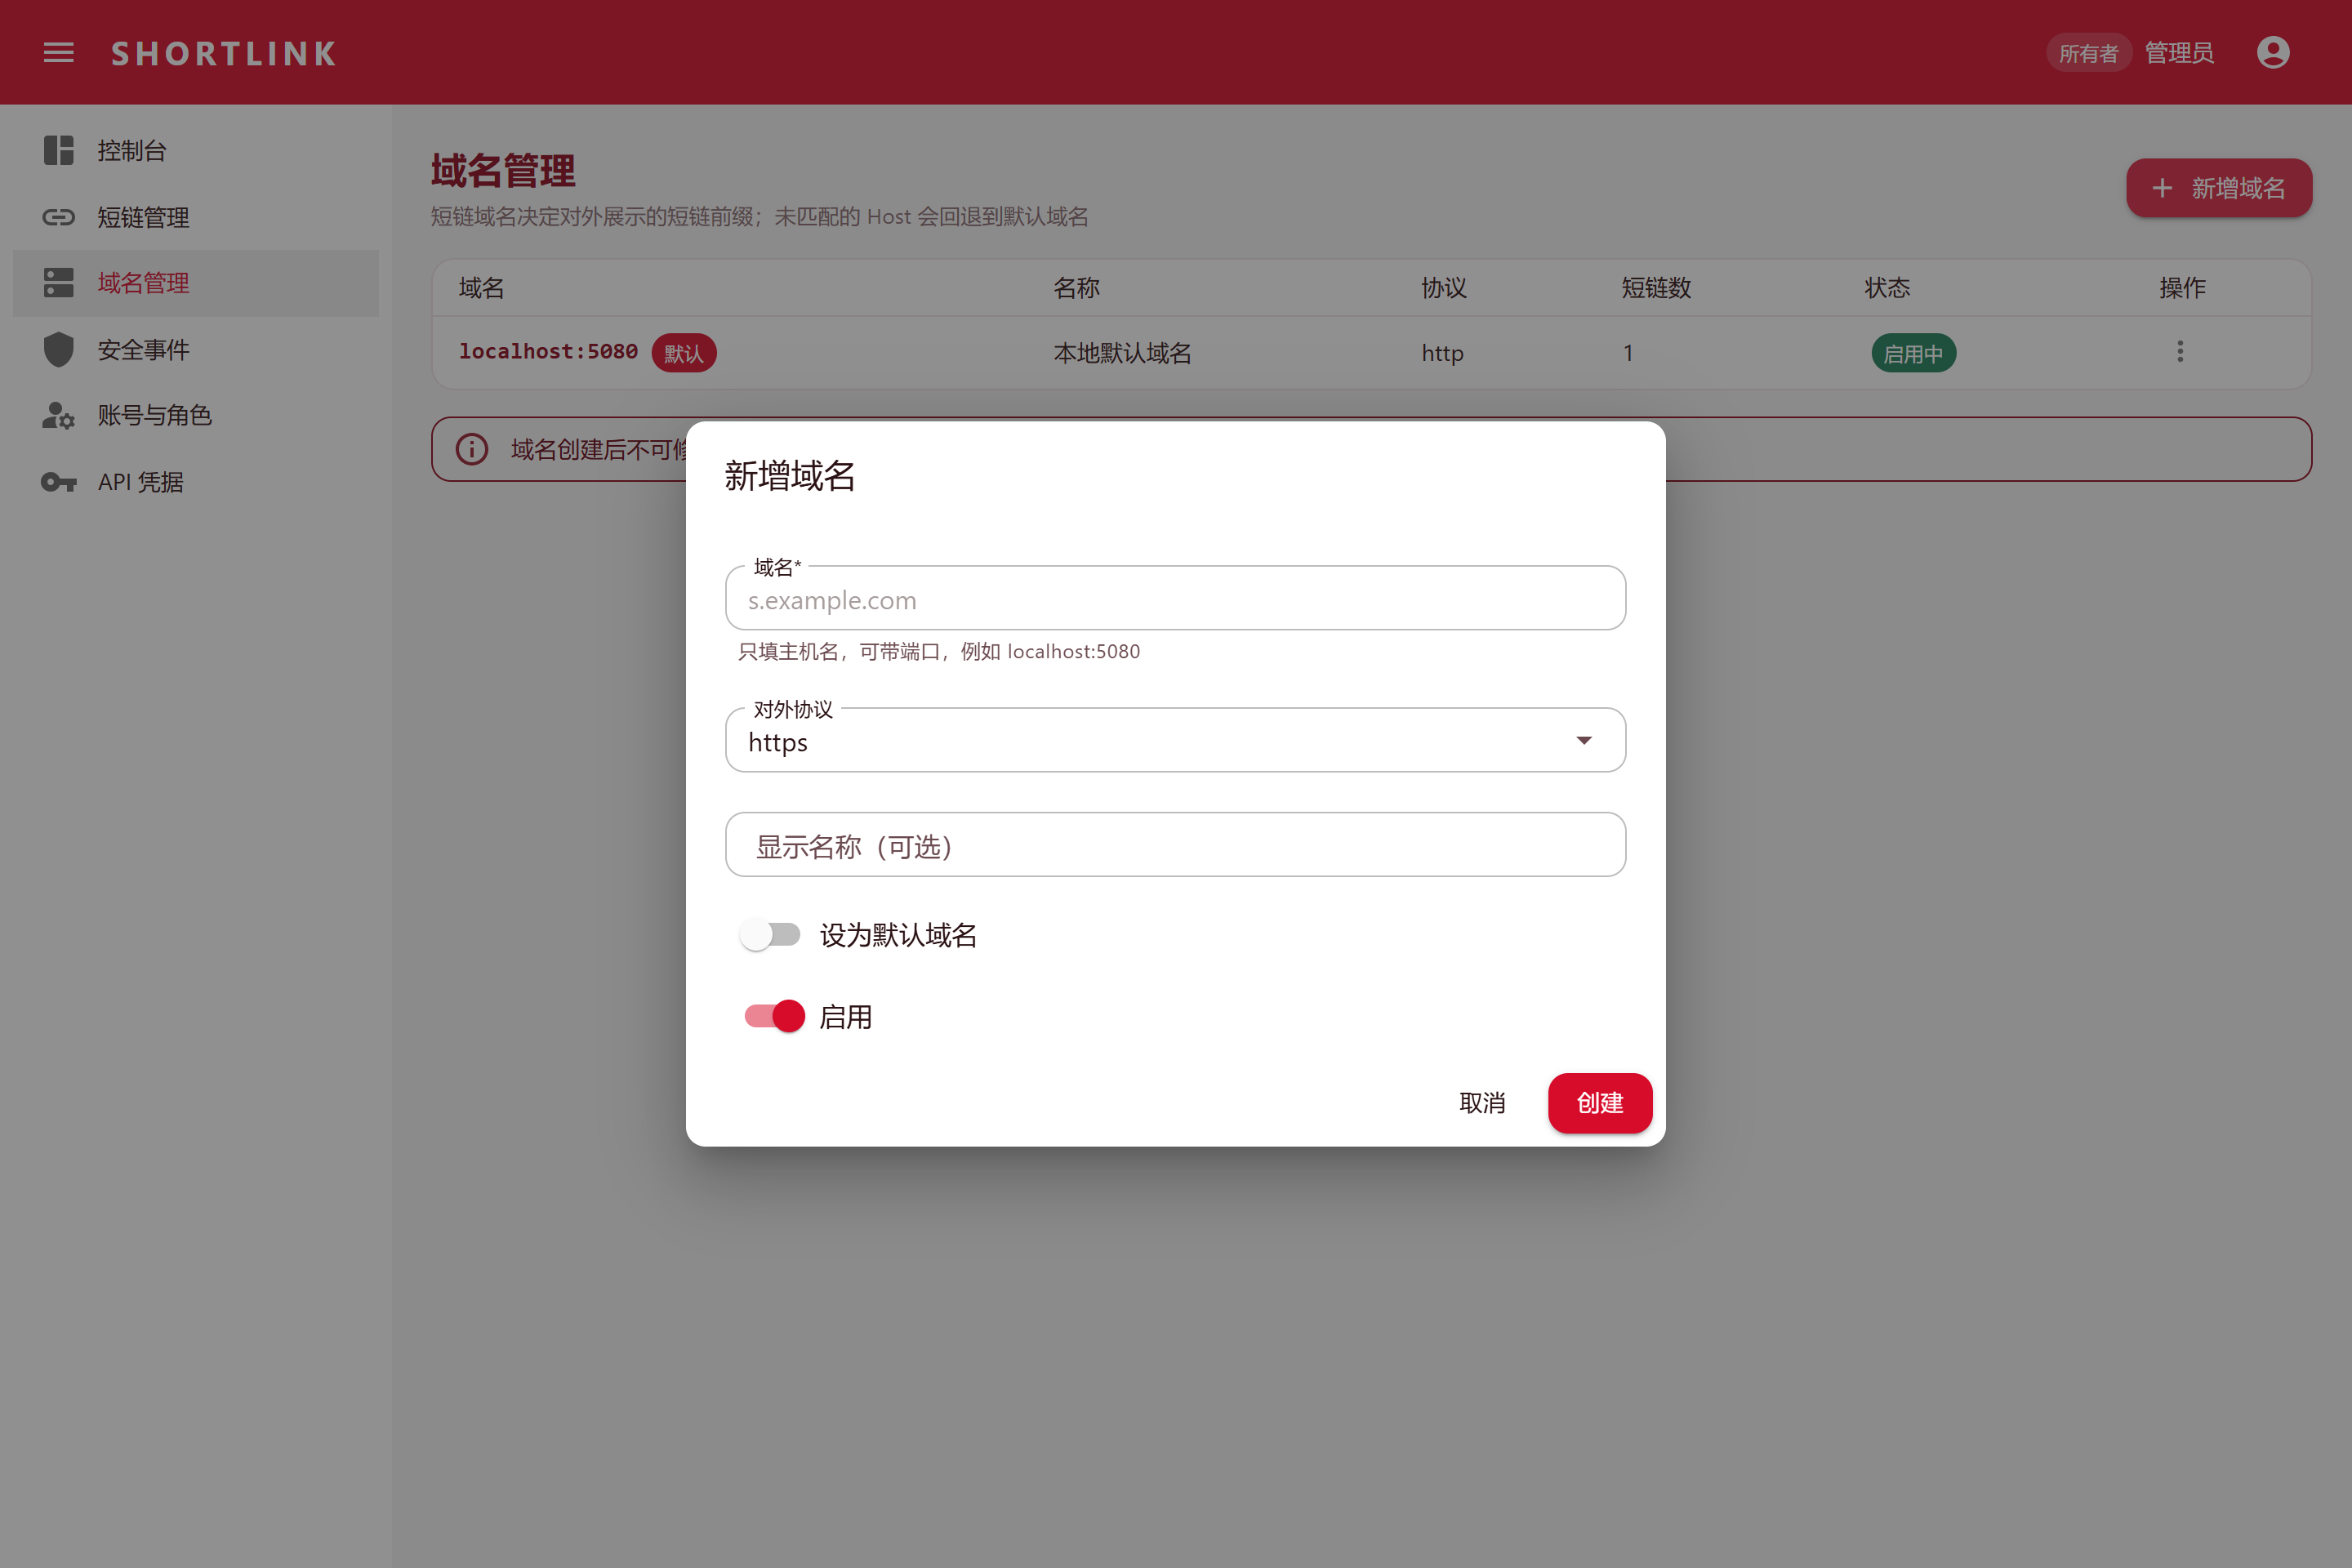 SHORTLINK
所有者 管理员
控制台
短链管理
域名管理
安全事件
账号与角色
API 凭据
域名管理
短链域名决定对外展示的短链前缀；未匹配的 Host 会回退到默认域名
新增域名
域名 名称 协议 短链数 状态 操作
localhost:5080 默认 本地默认域名 http 1 启用中
域名创建后不可修
新增域名
域名*
s.example.com
只填主机名，可带端口，例如 localhost:5080
对外协议
https
显示名称（可选）
设为默认域名
启用
取消 创建